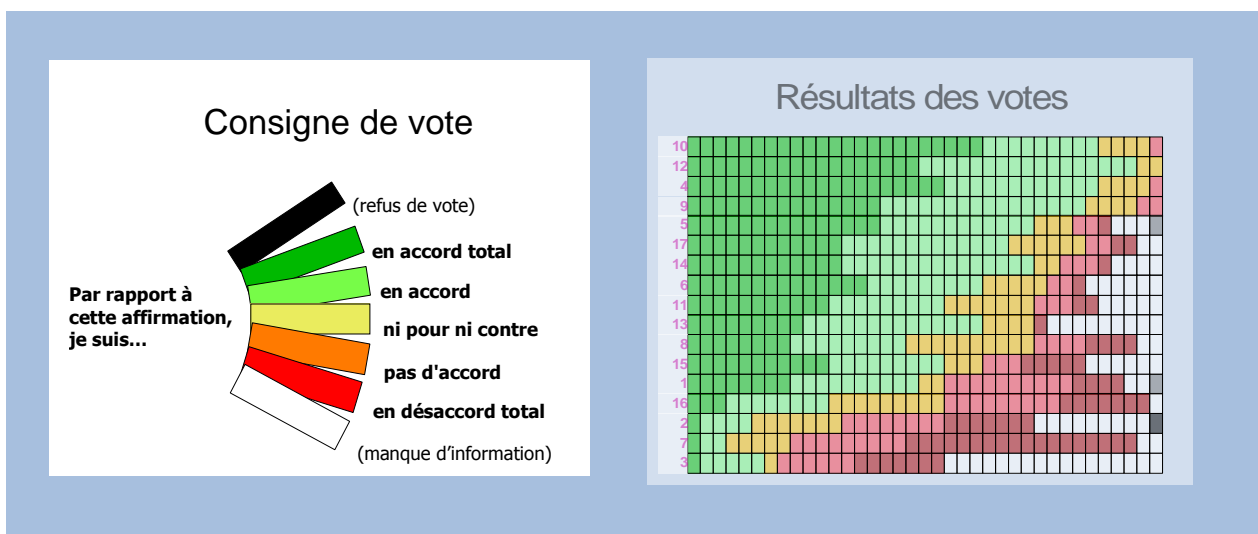 Consigne de vote
(refus de vote)
en accord total
en accord
Par rapport à
cette affirmation,
je suis...
ni pour ni contre
pas d'accord
en désaccord total
(manque d’information)
Résultats des votes
10
12
4
9
5
17
14
6
11
13
8
15
1
16
2
7
3